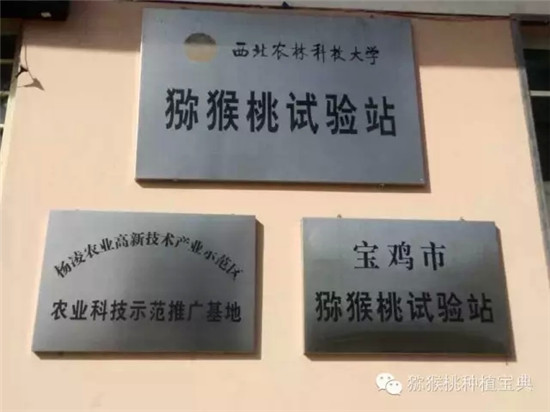 西北农林科技大学
猕猴桃试验站
杨凌农业高新技术产业示范区
农业科技示范推广基地
宝鸡市
猕猴桃试验站
猕猴桃种植宝典